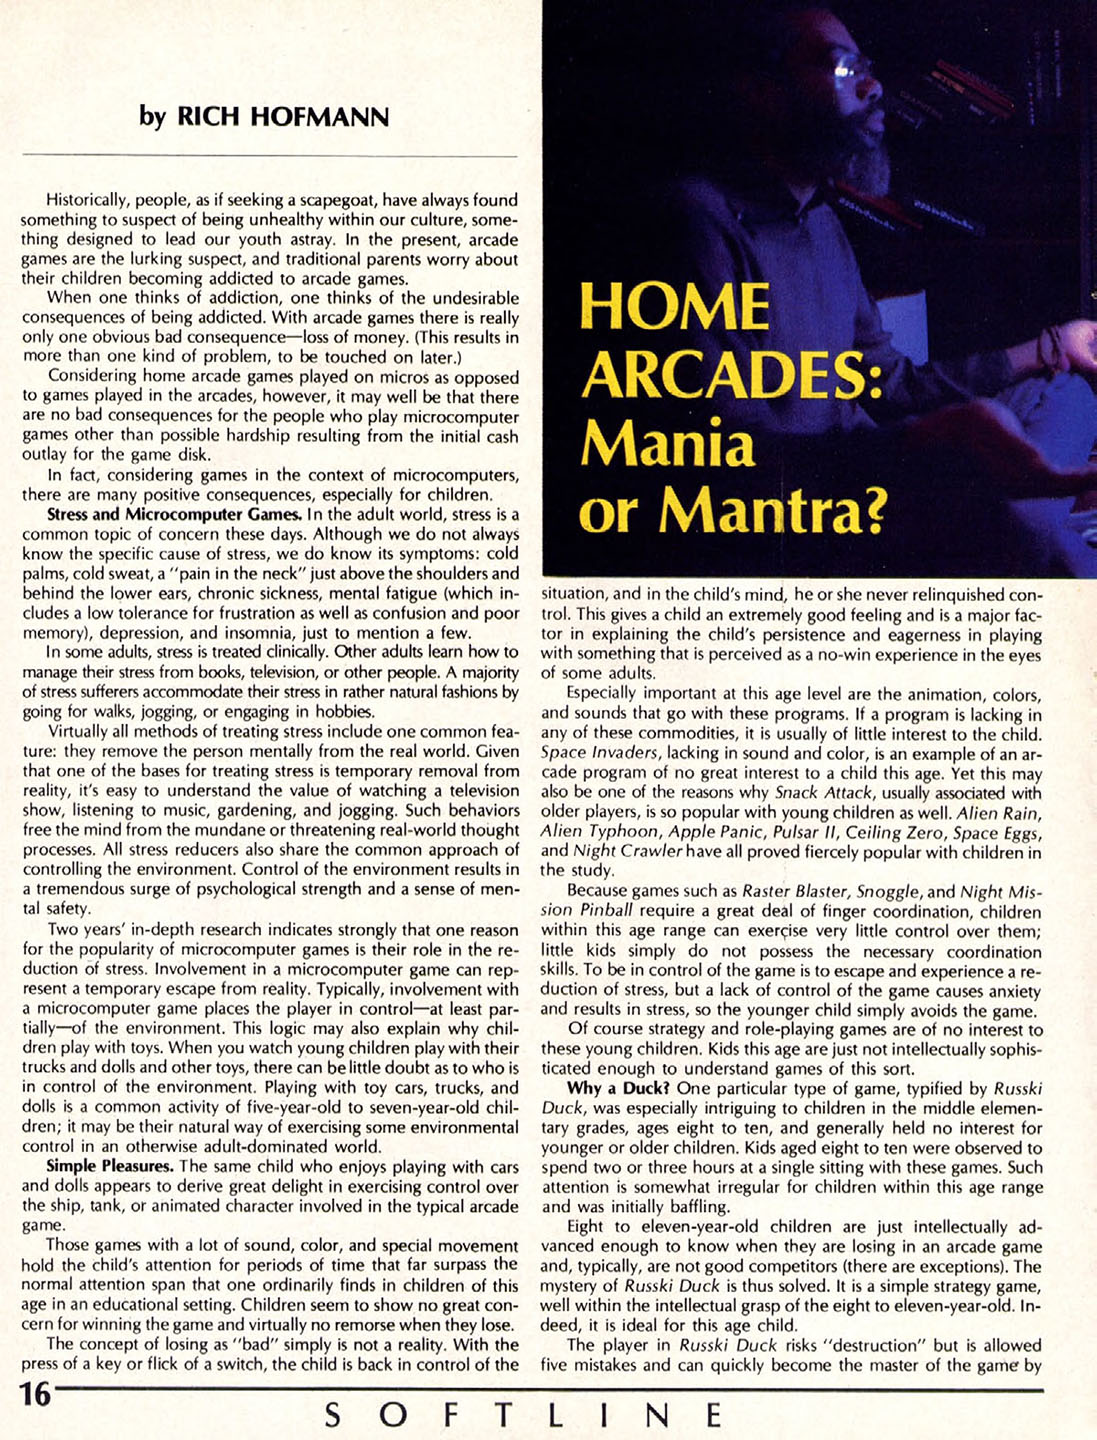 by RICH HOFMANN
HOME
ARCADES:
Mania
or Mantra?
Historically, people, as if seeking a scapegoat, have always found
something to suspect of being unhealthy within our culture, some-
thing designed to lead our youth astray. In the present, arcade
games are the lurking suspect, and traditional parents worry about
their children becoming addicted to arcade games.
When one thinks of addiction, one thinks of the undesirable
consequences of being addicted. With arcade games there is really
only one obvious bad consequence—loss of money. (This results in
more than one kind of problem, to be touched on later.)
Considering home arcade games played on micros as opposed
to games played in the arcades, however, it may well be that there
are no bad consequences for the people who play microcomputer
games other than possible hardship resulting from the initial cash
outlay for the game disk.
In fact, considering games in the context of microcomputers,
there are many positive consequences, especially for children.
Stress and Microcomputer Games. In the adult world, stress is a
common topic of concern these days. Although we do not always
know the specific cause of stress, we do know its symptoms: cold
palms, cold sweat, a "pain in the neck" just above the shoulders and
behind the lower ears, chronic sickness, mental fatigue (which in-
cludes a low tolerance for frustration as well as confusion and poor
memory), depression, and insomnia, just to mention a few.
In some adults, stress is treated clinically. Other adults learn how to
manage their stress from books, television, or other people. A majority
of stress sufferers accommodate their stress in rather natural fashions by
going for walks, jogging, or engaging in hobbies.
Virtually all methods of treating stress include one common fea-
ture: they remove the person mentally from the real world. Given
that one of the bases for treating stress is temporary removal from
reality, it's easy to understand the value of watching a television
show, listening to music, gardening, and jogging. Such behaviors
free the mind from the mundane or threatening real-world thought
processes. All stress reducers also share the common approach of
controlling the environment. Control of the environment results in
a tremendous surge of psychological strength and a sense of men-
tal safety.
Two years' in-depth research indicates strongly that one reason
for the popularity of microcomputer games is their role in the re-
duction of stress. Involvement in a microcomputer game can rep-
resent a temporary escape from reality. Typically, involvement with
a microcomputer game places the player in control—at least par-
tially—of the environment. This logic may also explain why chil-
dren play with toys. When you watch young children play with their
trucks and dolls and other toys, there can be little doubt as to who is
in control of the environment. Playing with toy cars, trucks, and
dolls is a common activity of five-year-old to seven-year-old chil-
dren; it may be their natural way of exercising some environmental
control in an otherwise adult-dominated world.
Simple Pleasures. The same child who enjoys playing with cars
and dolls appears to derive great delight in exercising control over
the ship, tank, or animated character involved in the typical arcade
game.
Those games with a lot of sound, color, and special movement
hold the child's attention for periods of time that far surpass the
normal attention span that one ordinarily finds in children of this
age in an educational setting. Children seem to show no great con-
cern for winning the game and virtually no remorse when they lose.
The concept of losing as "bad" simply is not a reality. With the
press of a key or flick of a switch, the child is back in control of the
situation, and in the child's mind, he or she never relinquished con-
trol. This gives a child an extremely good feeling and is a major fac-
tor in explaining the child's persistence and eagerness in playing
with something that is perceived as a no-win experience in the eyes
of some adults.
Especially important at this age level are the animation, colors,
and sounds that go with these programs. If a program is lacking in
any of these commodities, it is usually of little interest to the child.
Space Invaders, lacking in sound and color, is an example of an ar-
cade program of no great interest to a child this age. Yet this may
also be one of the reasons why Snack Attack, usually associated with
older players, is so popular with young children as well. Alien Rain,
Alien Typhoon, Apple Panic, Pulsar II, Ceiling Zero, Space Eggs,
and Night Crawler have all proved fiercely popular with children in
the study.
Because games such as Raster Blaster, Snoggle, and Night Mis-
sion Pinball require a great deal of finger coordination, children
within this age range can exercise very little control over them;
little kids simply do not possess the necessary coordination
skills. To be in control of the game is to escape and experience a re-
duction of stress, but a lack of control of the game causes anxiety
and results in stress, so the younger child simply avoids the game.
Of course strategy and role-playing games are of no interest to
these young children. Kids this age are just not intellectually sophis-
ticated enough to understand games of this sort.
Why a Duck? One particular type of game, typified by Russki
Duck, was especially intriguing to children in the middle elemen-
tary grades, ages eight to ten, and generally held no interest for
younger or older children. Kids aged eight to ten were observed to
spend two or three hours at a single sitting with these games. Such
attention is somewhat irregular for children within this age range
and was initially baffling.
Eight to eleven-year-old children are just intellectually ad-
vanced enough to know when they are losing in an arcade game
and, typically, are not good competitors (there are exceptions). The
mystery of Russki Duck is thus solved. It is a simple strategy game,
well within the intellectual grasp of the eight to eleven-year-old. In-
deed, it is ideal for this age child.
The player in Russki Duck risks "destruction" but is allowed
five mistakes and can quickly become the master of the game by
16
SOFTLINE